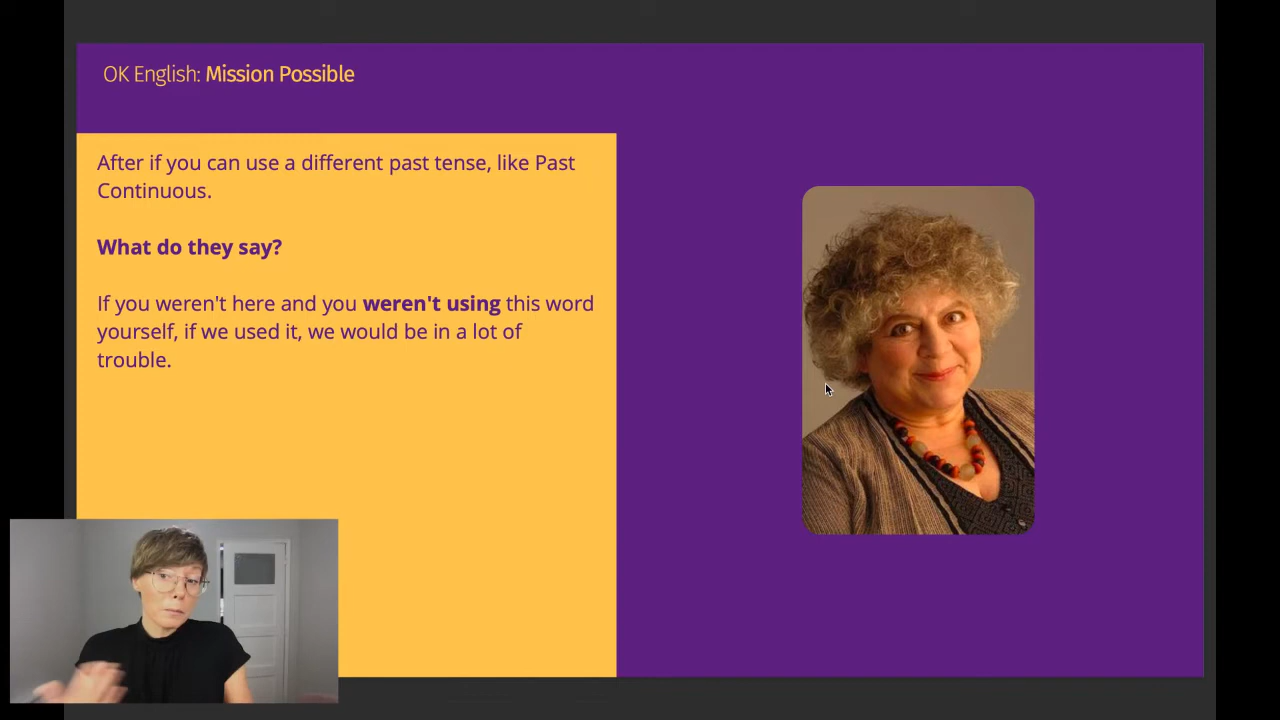 OK English: Mission Possible
After if you can use a different past tense, like Past
Continuous.
What do they say?
If you weren't here and you weren't using this word
yourself, if we used it, we would be in a lot of
trouble.